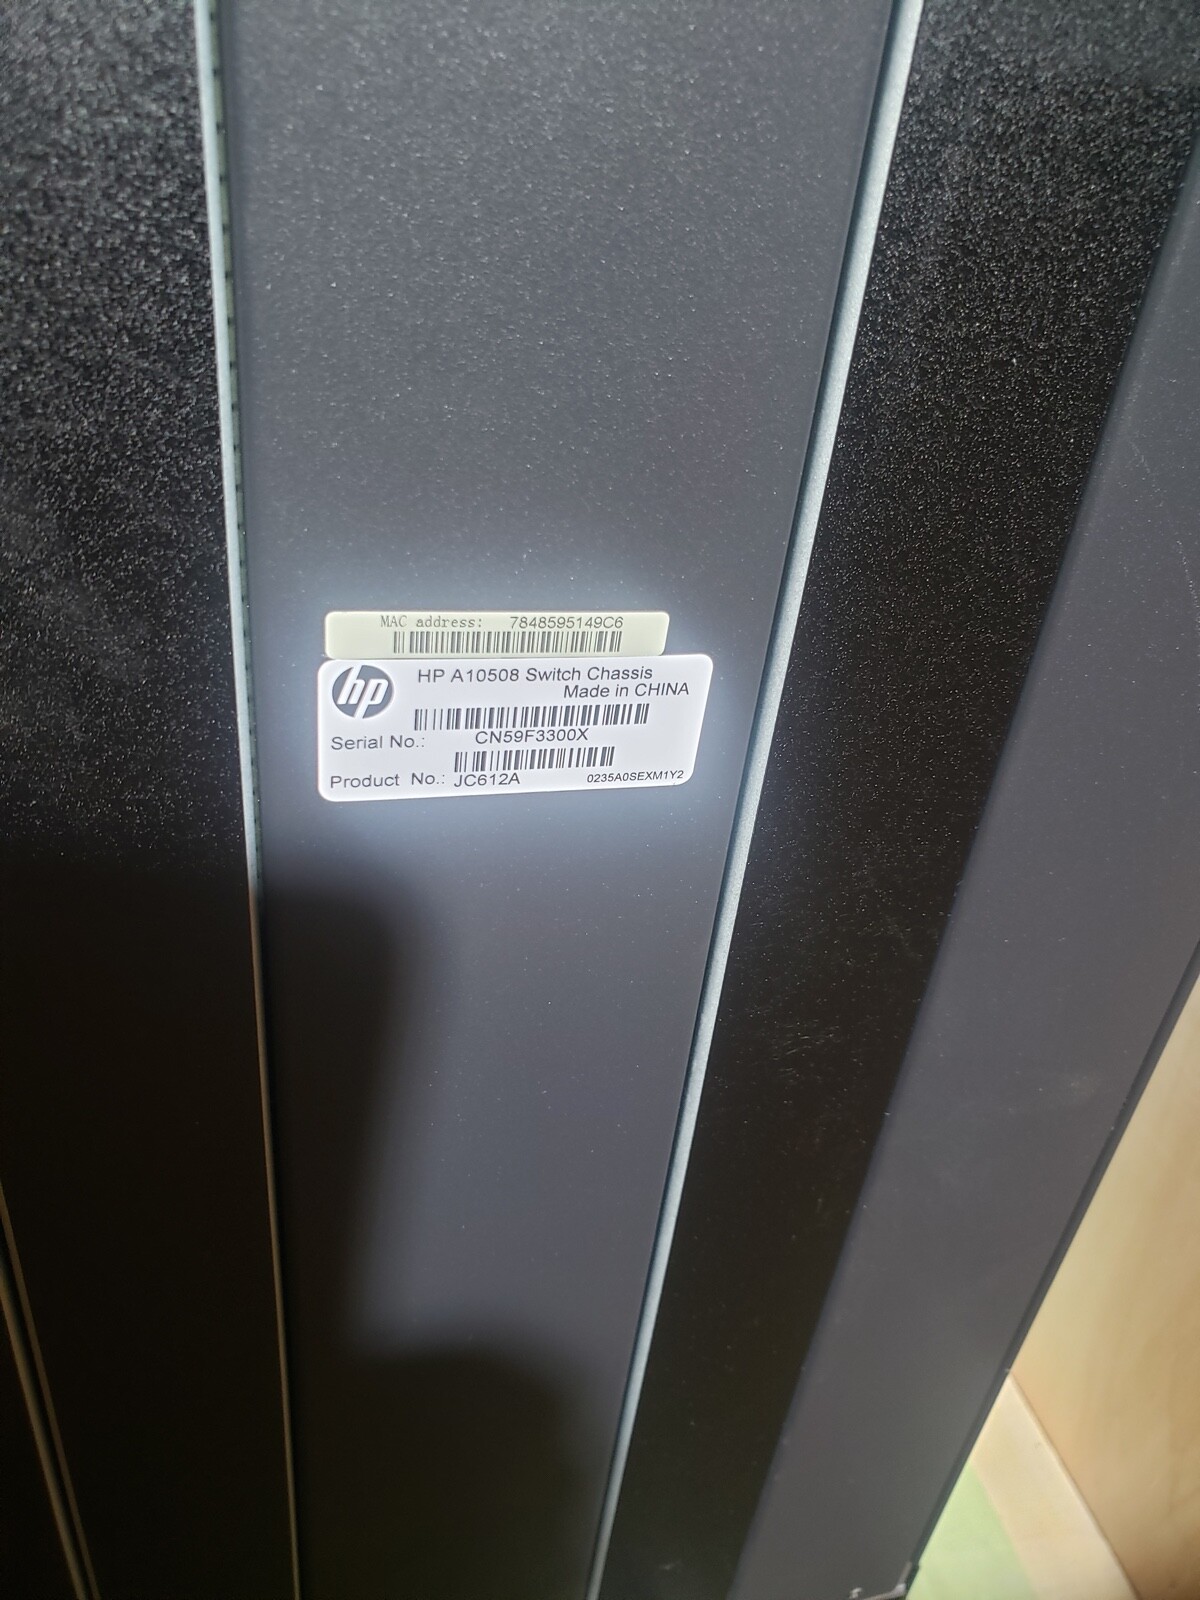 MAC address: 7848595149C6
hp
HP A10508 Switch Chassis
Made in CHINA
Serial No.: CN59F3300X
Product No.: JC612A 0235A0SEXM1Y2